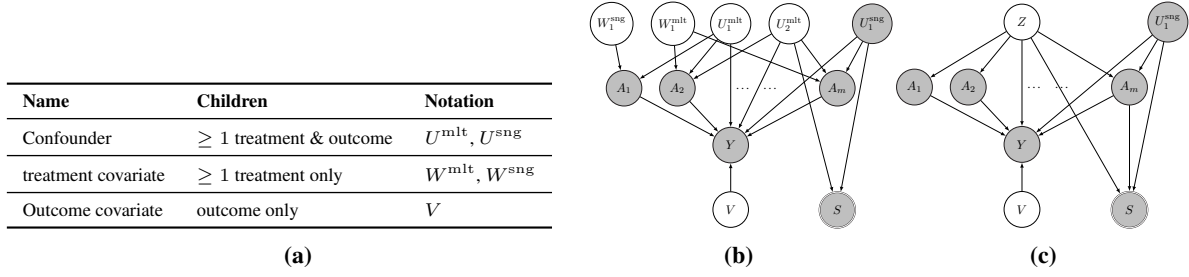 Name Children Notation
Confounder ≥ 1 treatment & outcome U^mlt, U^sng
treatment covariate ≥ 1 treatment only W^mlt, W^sng
Outcome covariate outcome only V
(a)
W_1^sng W_1^mlt U_1^mlt U_2^mlt U_1^sng
A_1 A_2 ... ... A_m
Y
V S
(b)
Z U_1^sng
A_1 A_2 ... ... A_m
Y
V S
(c)